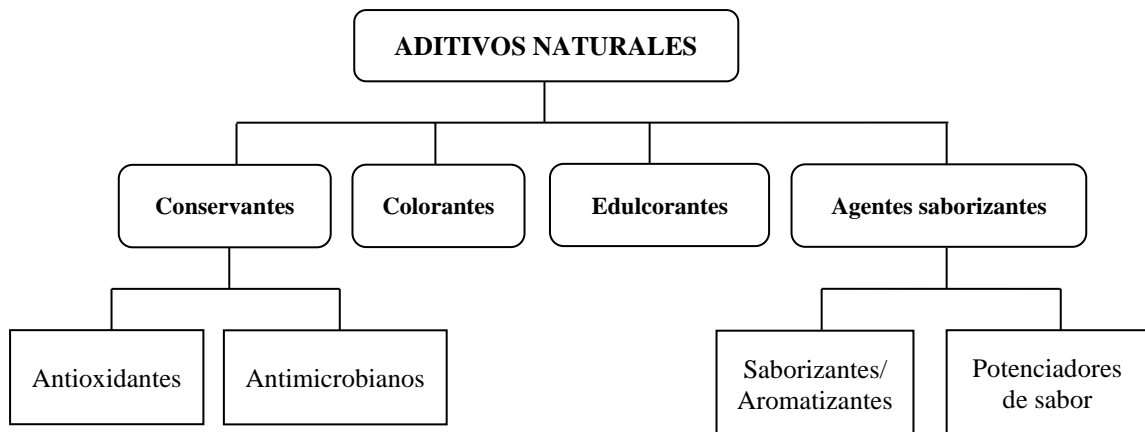 ADITIVOS NATURALES
Conservantes
Colorantes
Edulcorantes
Agentes saborizantes
Antioxidantes
Antimicrobianos
Saborizantes/
Aromatizantes
Potenciadores
de sabor